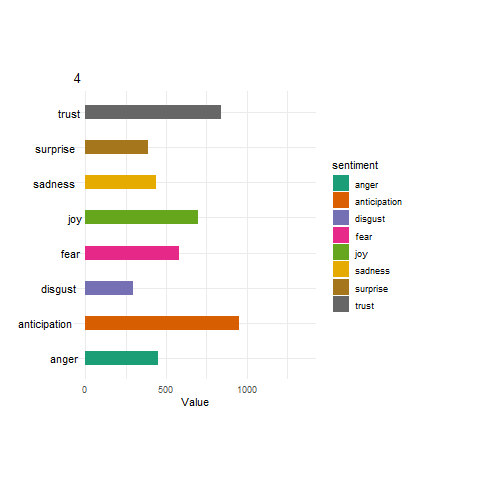 4
trust
surprise
sadness
joy
fear
disgust
anticipation
anger
0 500 1000
Value
sentiment
anger
anticipation
disgust
fear
joy
sadness
surprise
trust